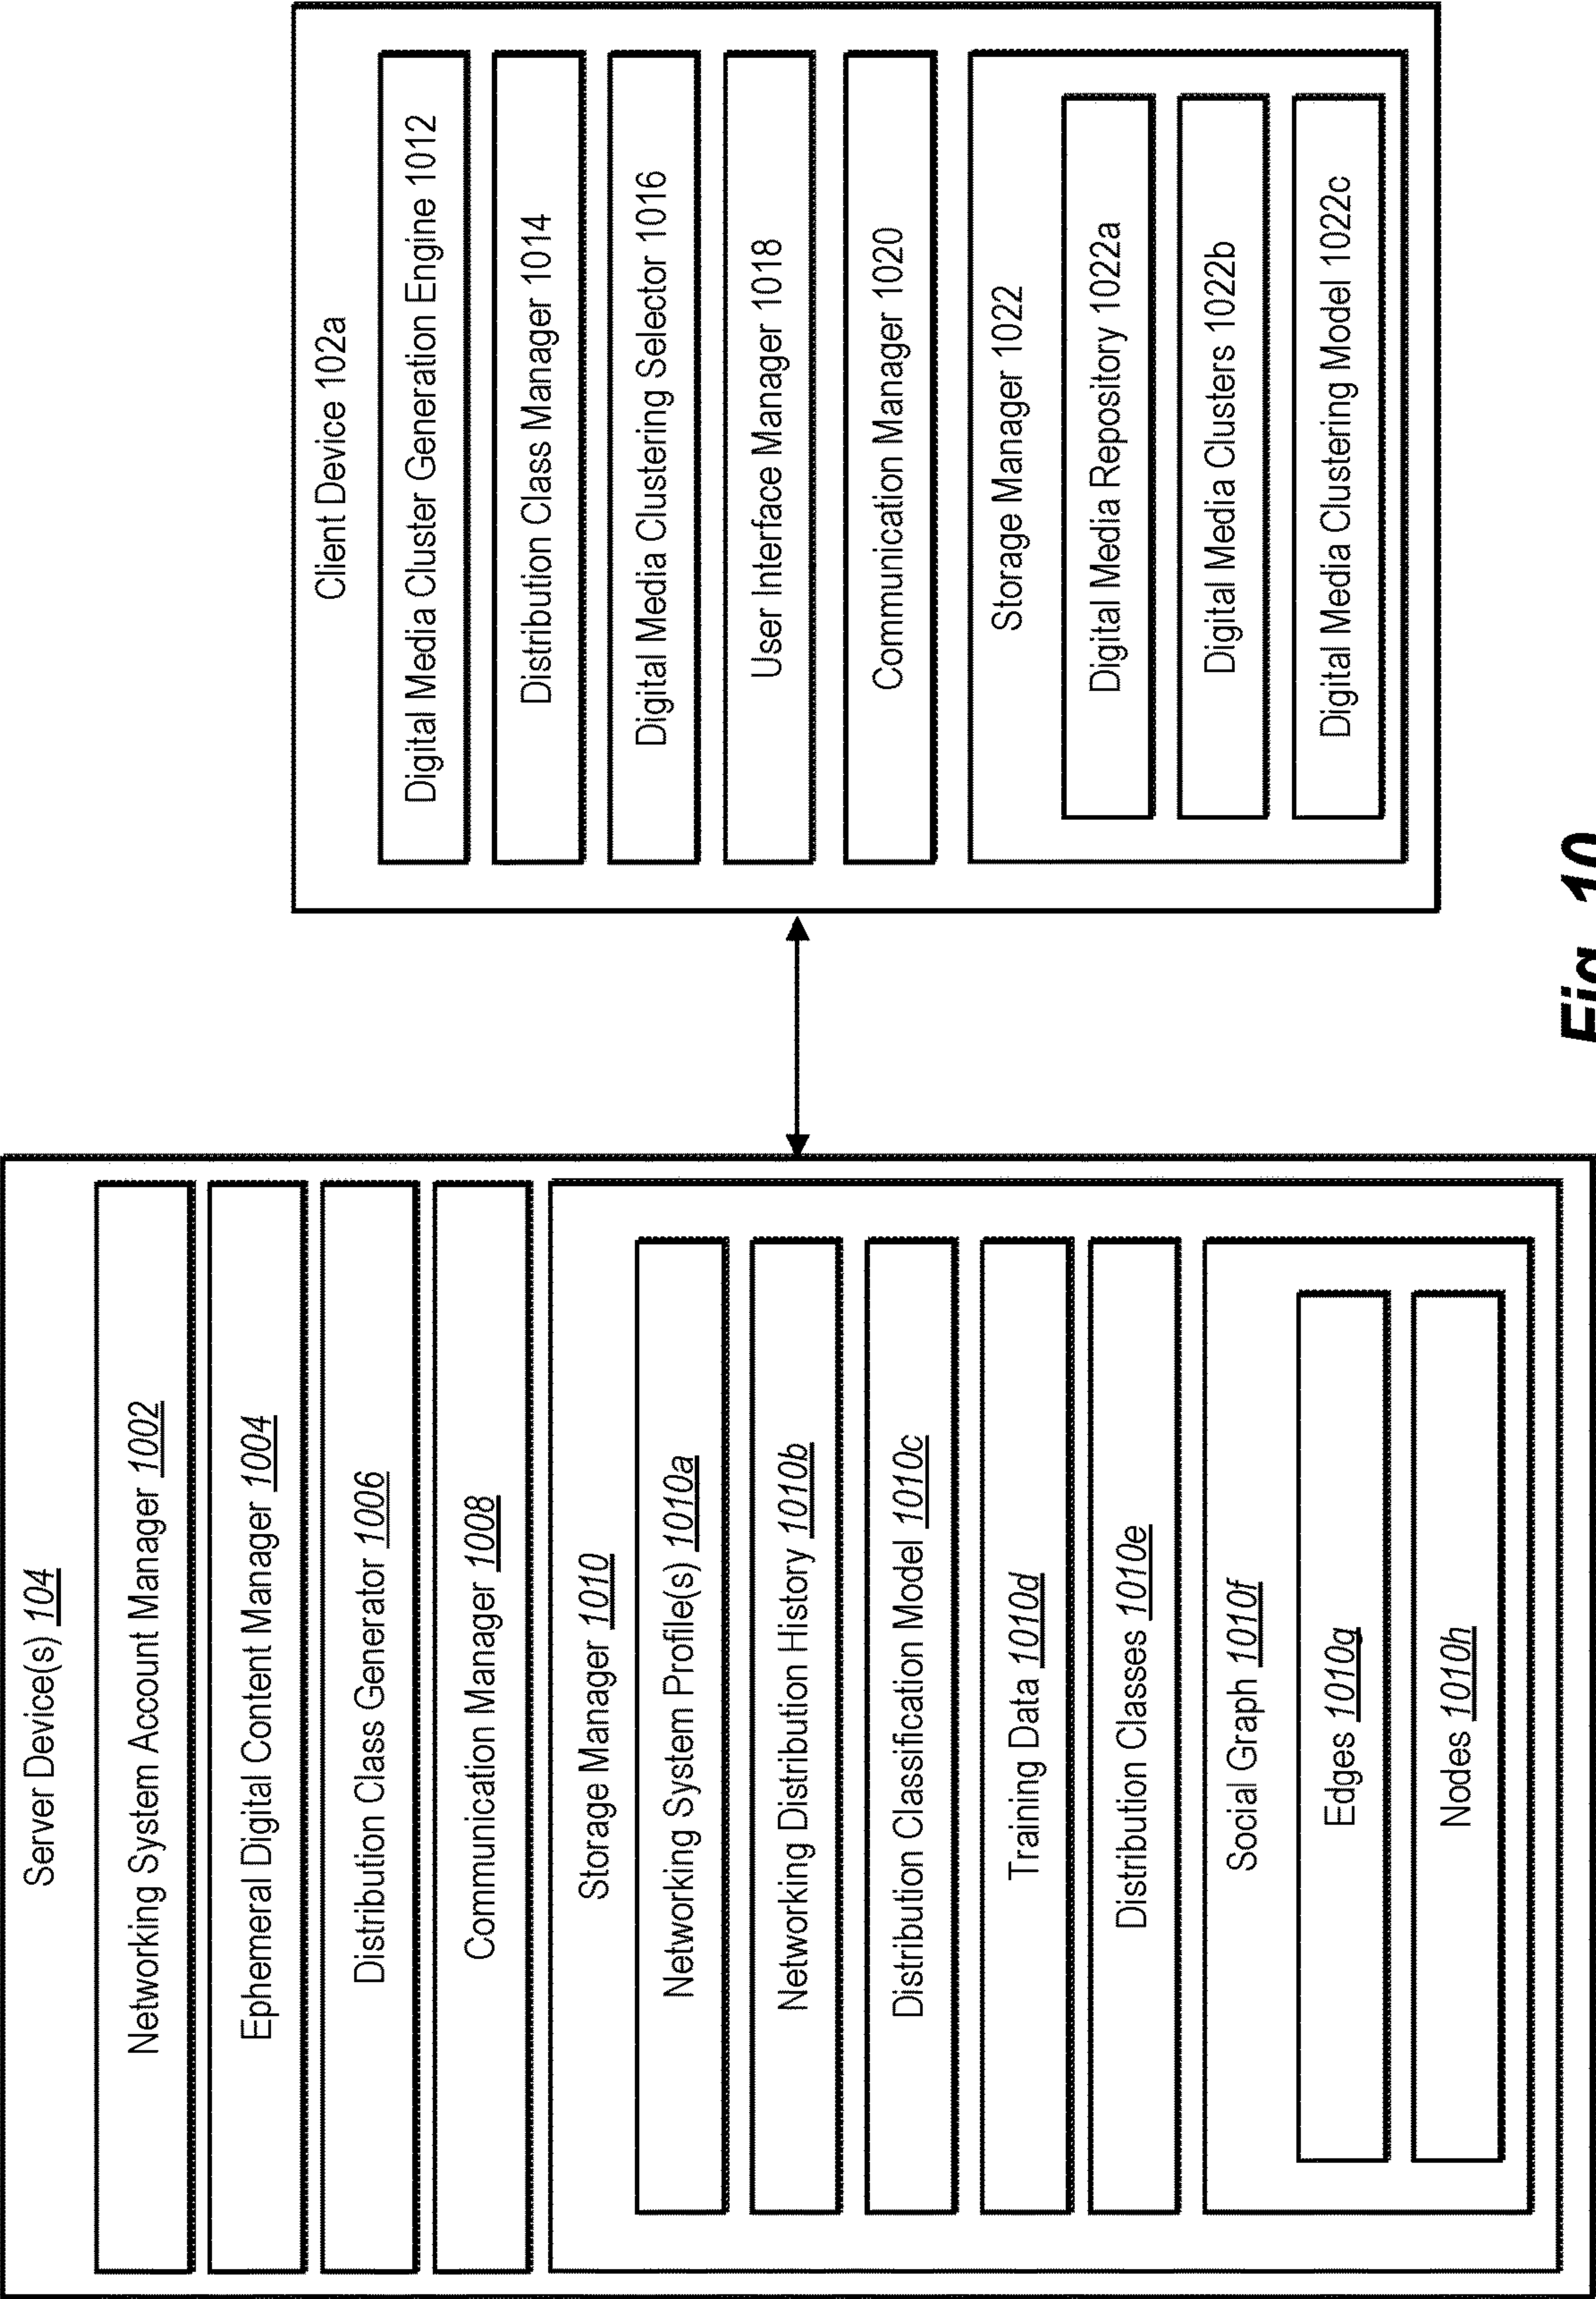 Server Device(s) 104
Networking System Account Manager 1002
Ephemeral Digital Content Manager 1004
Distribution Class Generator 1006
Communication Manager 1008
Storage Manager 1010
Networking System Profile(s) 1010a
Networking Distribution History 1010b
Distribution Classification Model 1010c
Training Data 1010d
Distribution Classes 1010e
Social Graph 1010f
Edges 1010g
Nodes 1010h
Client Device 102a
Digital Media Cluster Generation Engine 1012
Distribution Class Manager 1014
Digital Media Clustering Selector 1016
User Interface Manager 1018
Communication Manager 1020
Storage Manager 1022
Digital Media Repository 1022a
Digital Media Clusters 1022b
Digital Media Clustering Model 1022c
Fig. 10